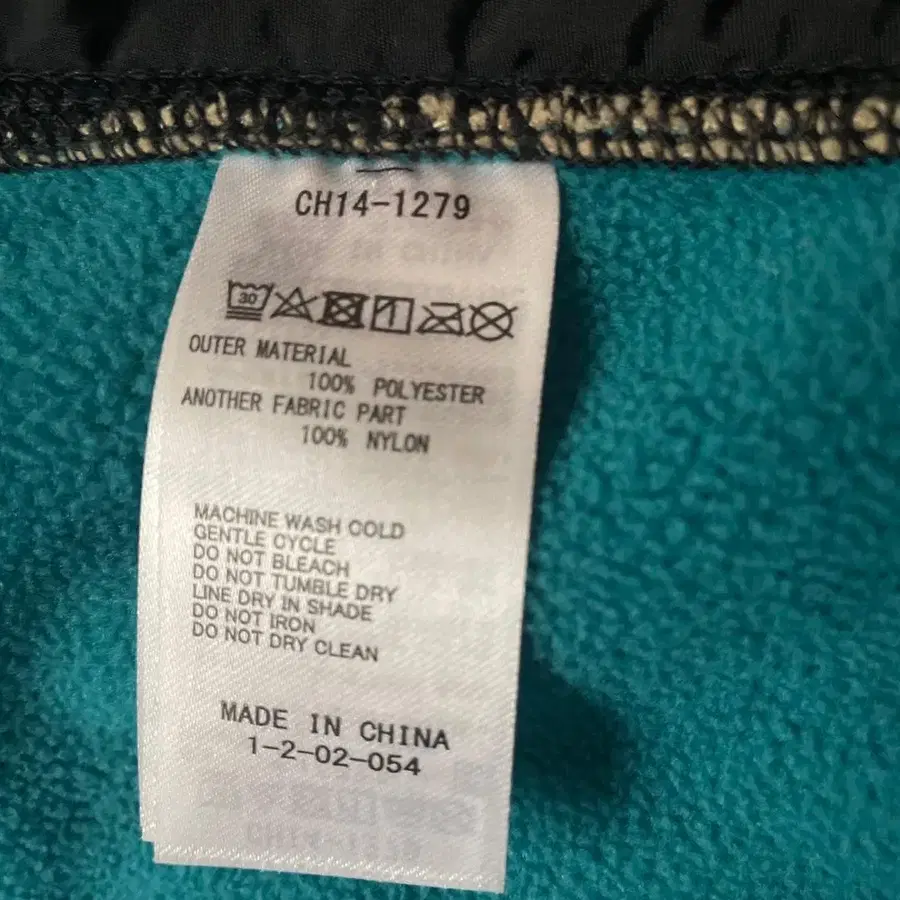 CH14-1279
30
OUTER MATERIAL
100% POLYESTER
ANOTHER FABRIC PART
100% NYLON
MACHINE WASH COLD
GENTLE CYCLE
DO NOT BLEACH
DO NOT TUMBLE DRY
LINE DRY IN SHADE
DO NOT IRON
DO NOT DRY CLEAN
MADE IN CHINA
1-2-02-054